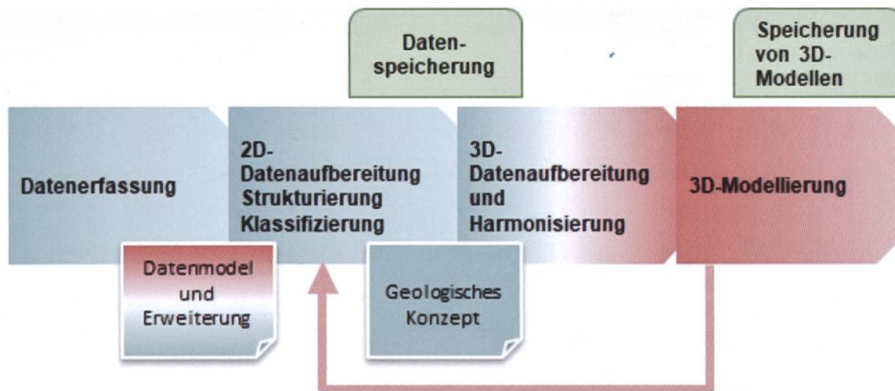 Daten-
speicherung
Speicherung
von 3D-
Modellen
Datenerfassung
2D-
Datenaufbereitung
Strukturierung
Klassifizierung
3D-
Datenaufbereitung
und
Harmonisierung
3D-Modellierung
Datenmodel
und
Erweiterung
Geologisches
Konzept